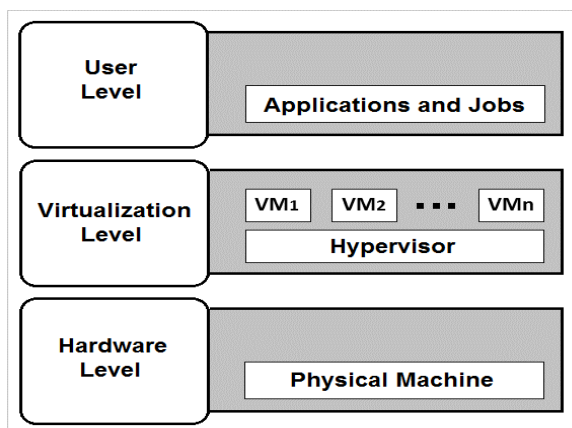 User
Level
Applications and Jobs
Virtualization
Level
VM1 VM2 ▪▪▪ VMn
Hypervisor
Hardware
Level
Physical Machine